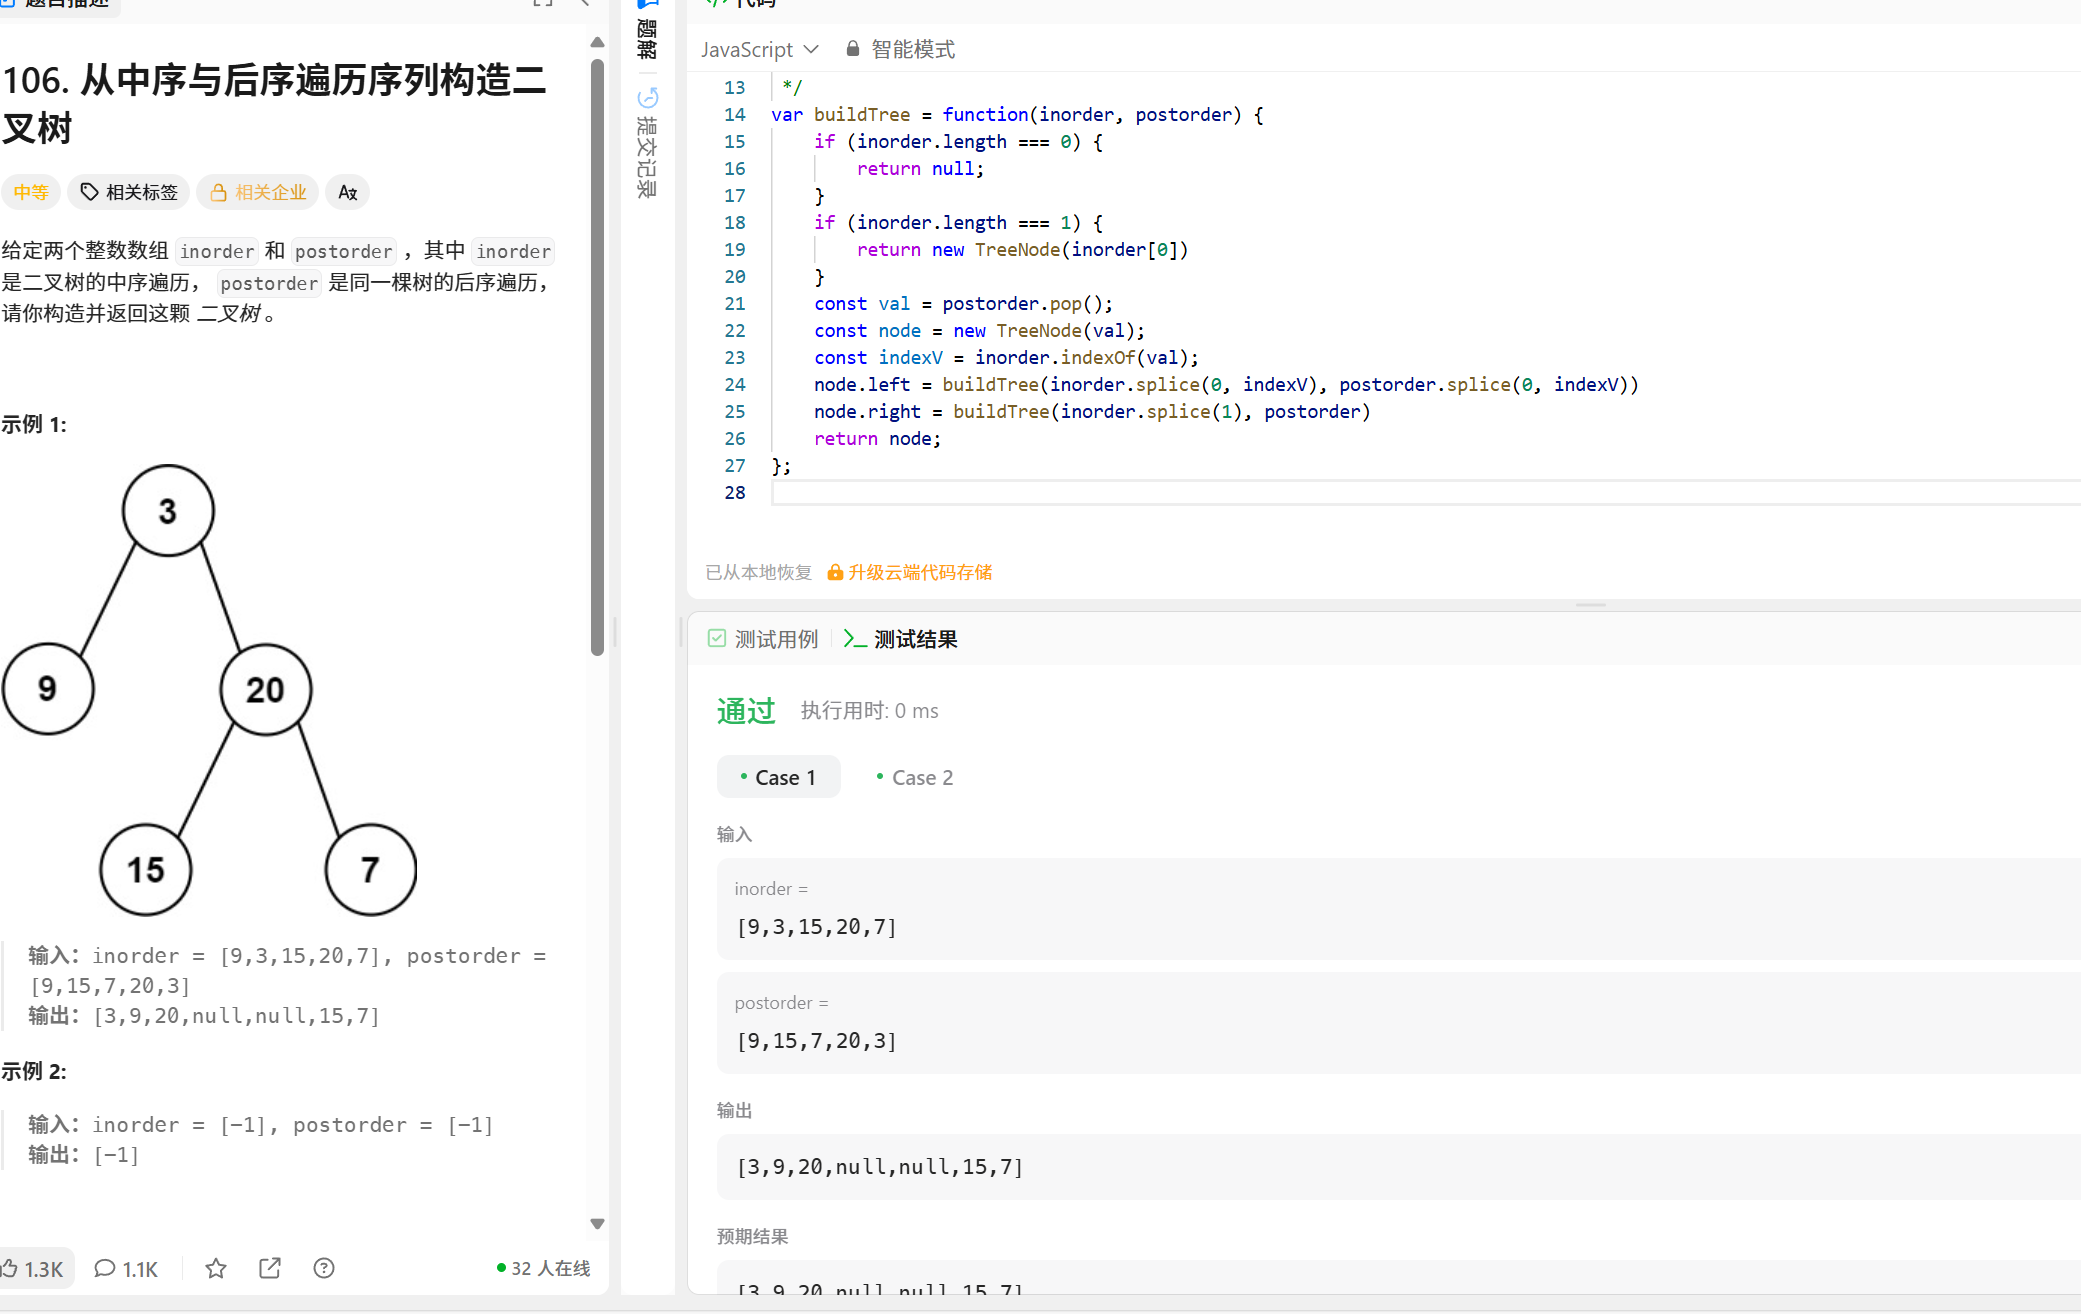 题目描述
106. 从中序与后序遍历序列构造二
叉树
中等 相关标签 相关企业 Ax
给定两个整数数组 inorder 和 postorder ，其中 inorder
是二叉树的中序遍历， postorder 是同一棵树的后序遍历，
请你构造并返回这颗 二叉树 。
示例 1:
3
9
20
15
7
输入：inorder = [9,3,15,20,7], postorder =
[9,15,7,20,3]
输出：[3,9,20,null,null,15,7]
示例 2:
输入：inorder = [-1], postorder = [-1]
输出：[-1]
1.3K 1.1K 32 人在线
题解
提交记录
</> 代码
JavaScript 智能模式
13 */
14 var buildTree = function(inorder, postorder) {
15 if (inorder.length === 0) {
16 return null;
17 }
18 if (inorder.length === 1) {
19 return new TreeNode(inorder[0])
20 }
21 const val = postorder.pop();
22 const node = new TreeNode(val);
23 const indexV = inorder.indexOf(val);
24 node.left = buildTree(inorder.splice(0, indexV), postorder.splice(0, indexV))
25 node.right = buildTree(inorder.splice(1), postorder)
26 return node;
27 };
28
已从本地恢复 升级云端代码存储
测试用例 >_ 测试结果
通过 执行用时: 0 ms
• Case 1 • Case 2
输入
inorder =
[9,3,15,20,7]
postorder =
[9,15,7,20,3]
输出
[3,9,20,null,null,15,7]
预期结果
[3,9,20,null,null,15,7]